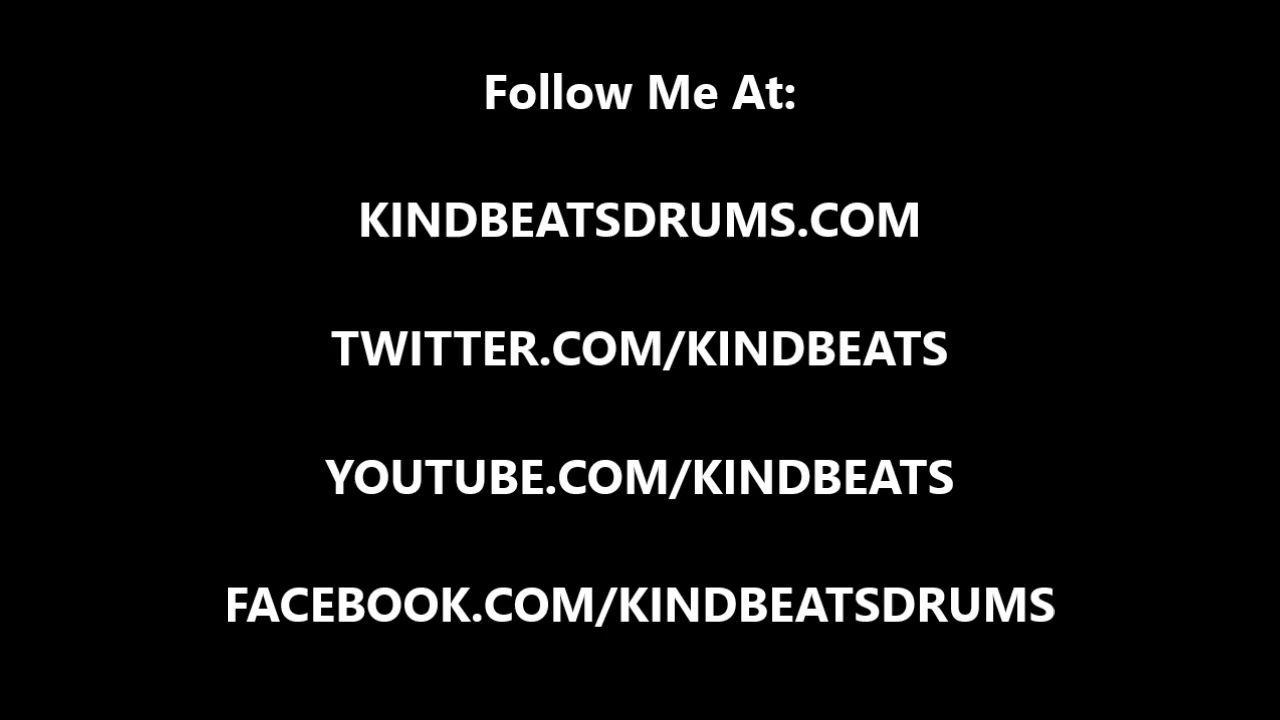 Follow Me At:
KINDBEATSDRUMS.COM
TWITTER.COM/KINDBEATS
YOUTUBE.COM/KINDBEATS
FACEBOOK.COM/KINDBEATSDRUMS